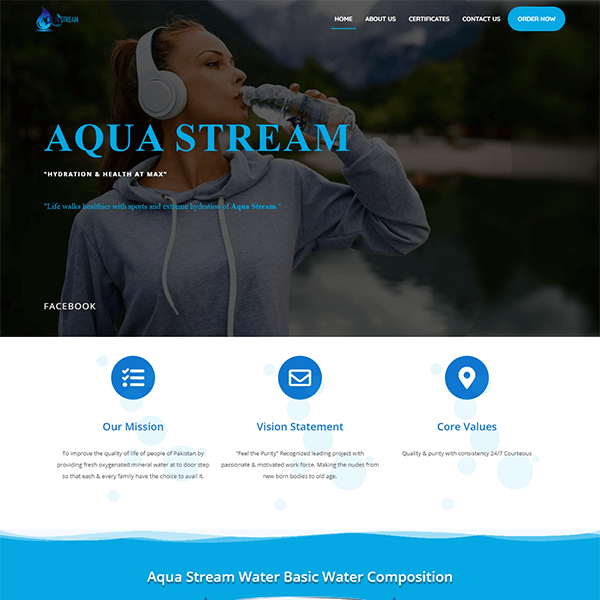 STREAM
HOME
ABOUT US
CERTIFICATES
CONTACT US
ORDER NOW
AQUA STREAM
"HYDRATION & HEALTH AT MAX"
"Life walks healthier with sports and extreme hydration of Aqua Stream."
FACEBOOK
Our Mission
To improve the quality of life of people of Pakistan by
providing fresh oxygenated mineral water at to door step
so that each & every family have the choice to avail it.
Vision Statement
"Feel the Purity" Recognized leading project with
passionate & motivated work force. Making the nudes from
new born bodies to old age.
Core Values
Quality & purity with consistency 24/7 Courteous
Aqua Stream Water Basic Water Composition